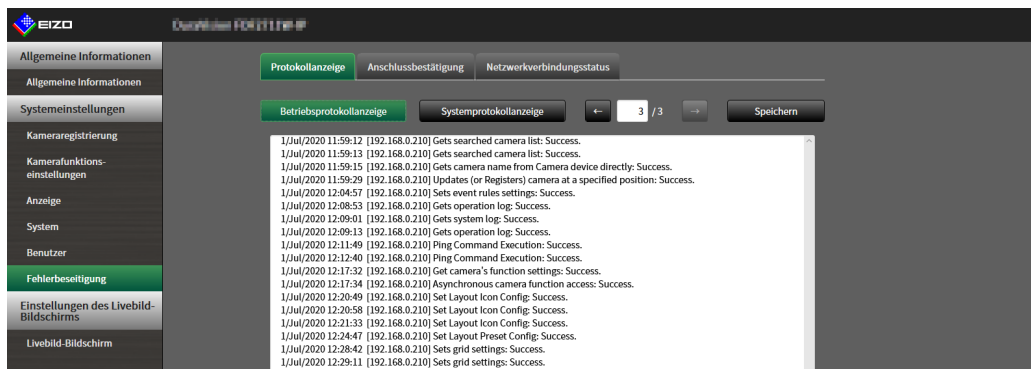 EIZO
Allgemeine Informationen
Allgemeine Informationen
Systemeinstellungen
Kameraregistrierung
Kamerafunktions-
einstellungen
Anzeige
System
Benutzer
Fehlerbeseitigung
Einstellungen des Livebild-
Bildschirms
Livebild-Bildschirm
Protokollanzeige Anschlussbestätigung Netzwerkverbindungsstatus
Betriebsprotokollanzeige Systemprotokollanzeige ← 3 / 3 → Speichern
1/Jul/2020 11:59:12 [192.168.0.210] Gets searched camera list: Success.
1/Jul/2020 11:59:13 [192.168.0.210] Gets searched camera list: Success.
1/Jul/2020 11:59:15 [192.168.0.210] Gets camera name from Camera device directly: Success.
1/Jul/2020 11:59:29 [192.168.0.210] Updates (or Registers) camera at a specified position: Success.
1/Jul/2020 12:04:57 [192.168.0.210] Sets event rules settings: Success.
1/Jul/2020 12:08:53 [192.168.0.210] Gets operation log: Success.
1/Jul/2020 12:09:01 [192.168.0.210] Gets system log: Success.
1/Jul/2020 12:09:13 [192.168.0.210] Gets operation log: Success.
1/Jul/2020 12:11:49 [192.168.0.210] Ping Command Execution: Success.
1/Jul/2020 12:12:40 [192.168.0.210] Ping Command Execution: Success.
1/Jul/2020 12:17:32 [192.168.0.210] Get camera's function settings: Success.
1/Jul/2020 12:17:34 [192.168.0.210] Asynchronous camera function access: Success.
1/Jul/2020 12:20:49 [192.168.0.210] Set Layout Icon Config: Success.
1/Jul/2020 12:20:58 [192.168.0.210] Set Layout Icon Config: Success.
1/Jul/2020 12:21:33 [192.168.0.210] Set Layout Icon Config: Success.
1/Jul/2020 12:24:47 [192.168.0.210] Set Layout Preset Config: Success.
1/Jul/2020 12:28:42 [192.168.0.210] Sets grid settings: Success.
1/Jul/2020 12:29:11 [192.168.0.210] Sets grid settings: Success.